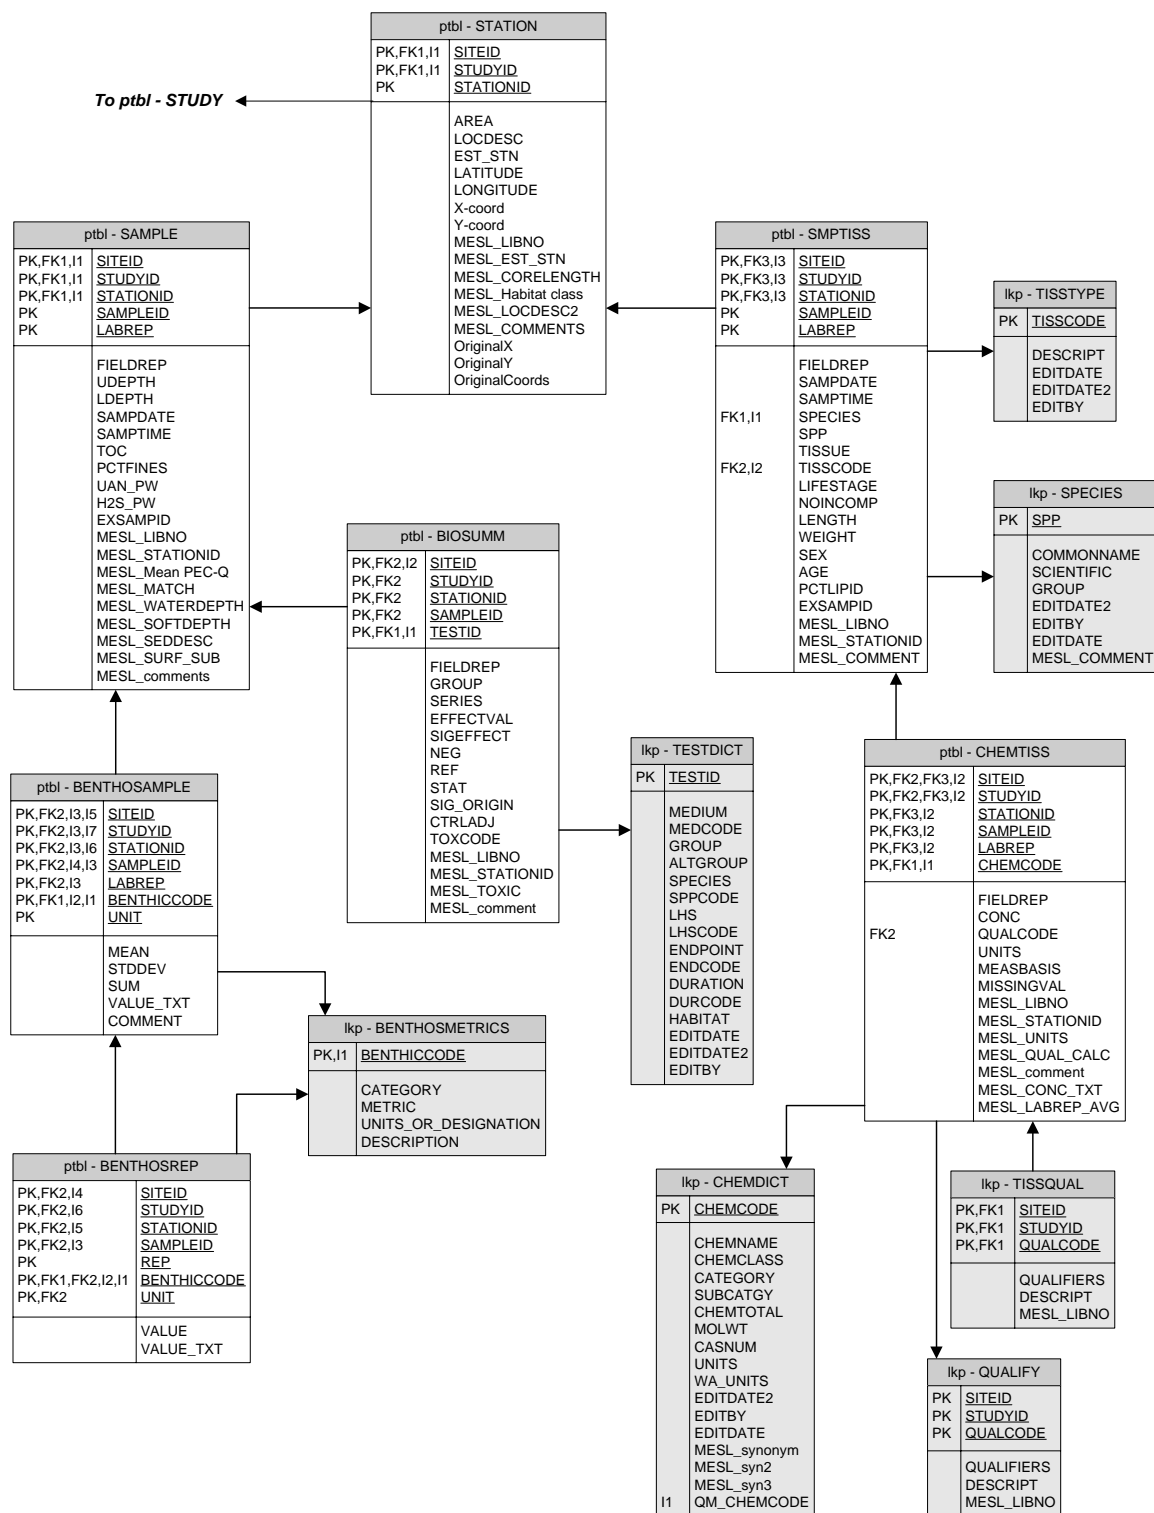 ptbl - STATION
PK,FK1,I1 SITEID
PK,FK1,I1 STUDYID
PK STATIONID
AREA
LOCDESC
EST_STN
LATITUDE
LONGITUDE
X-coord
Y-coord
MESL_LIBNO
MESL_EST_STN
MESL_CORELENGTH
MESL_Habitat class
MESL_LOCDESC2
MESL_COMMENTS
OriginalX
OriginalY
OriginalCoords
To ptbl - STUDY
ptbl - SAMPLE
PK,FK1,I1 SITEID
PK,FK1,I1 STUDYID
PK,FK1,I1 STATIONID
PK SAMPLEID
PK LABREP
FIELDREP
UDEPTH
LDEPTH
SAMPDATE
SAMPTIME
TOC
PCTFINES
UAN_PW
H2S_PW
EXSAMPID
MESL_LIBNO
MESL_STATIONID
MESL_Mean PEC-Q
MESL_MATCH
MESL_WATERDEPTH
MESL_SOFTDEPTH
MESL_SEDDESC
MESL_SURF_SUB
MESL_comments
ptbl - SMPTISS
PK,FK3,I3 SITEID
PK,FK3,I3 STUDYID
PK,FK3,I3 STATIONID
PK SAMPLEID
PK LABREP
FIELDREP
SAMPDATE
SAMPTIME
FK1,I1 SPECIES
SPP
TISSUE
FK2,I2 TISSCODE
LIFESTAGE
NOINCOMP
LENGTH
WEIGHT
SEX
AGE
PCTLIPID
EXSAMPID
MESL_LIBNO
MESL_STATIONID
MESL_COMMENT
lkp - TISSTYPE
PK TISSCODE
DESCRIPT
EDITDATE
EDITDATE2
EDITBY
lkp - SPECIES
PK SPP
COMMONNAME
SCIENTIFIC
GROUP
EDITDATE2
EDITBY
EDITDATE
MESL_COMMENT
ptbl - BIOSUMM
PK,FK2,I2 SITEID
PK,FK2 STUDYID
PK,FK2 STATIONID
PK,FK2 SAMPLEID
PK,FK1,I1 TESTID
FIELDREP
GROUP
SERIES
EFFECTVAL
SIGEFFECT
NEG
REF
STAT
SIG_ORIGIN
CTRLADJ
TOXCODE
MESL_LIBNO
MESL_STATIONID
MESL_TOXIC
MESL_comment
lkp - TESTDICT
PK TESTID
MEDIUM
MEDCODE
GROUP
ALTGROUP
SPECIES
SPPCODE
LHS
LHSCODE
ENDPOINT
ENDCODE
DURATION
DURCODE
HABITAT
EDITDATE
EDITDATE2
EDITBY
ptbl - CHEMTISS
PK,FK2,FK3,I2 SITEID
PK,FK2,FK3,I2 STUDYID
PK,FK3,I2 STATIONID
PK,FK3,I2 SAMPLEID
PK,FK3,I2 LABREP
PK,FK1,I1 CHEMCODE
FIELDREP
CONC
FK2 QUALCODE
UNITS
MEASBASIS
MISSINGVAL
MESL_LIBNO
MESL_STATIONID
MESL_UNITS
MESL_QUAL_CALC
MESL_comment
MESL_CONC_TXT
MESL_LABREP_AVG
ptbl - BENTHOSAMPLE
PK,FK2,I3,I5 SITEID
PK,FK2,I3,I7 STUDYID
PK,FK2,I3,I6 STATIONID
PK,FK2,I4,I3 SAMPLEID
PK,FK2,I3 LABREP
PK,FK1,I2,I1 BENTHICCODE
PK UNIT
MEAN
STDDEV
SUM
VALUE_TXT
COMMENT
lkp - BENTHOSMETRICS
PK,I1 BENTHICCODE
CATEGORY
METRIC
UNITS_OR_DESIGNATION
DESCRIPTION
ptbl - BENTHOSREP
PK,FK2,I4 SITEID
PK,FK2,I6 STUDYID
PK,FK2,I5 STATIONID
PK,FK2,I3 SAMPLEID
PK REP
PK,FK1,FK2,I2,I1 BENTHICCODE
PK,FK2 UNIT
VALUE
VALUE_TXT
lkp - CHEMDICT
PK CHEMCODE
CHEMNAME
CHEMCLASS
CATEGORY
SUBCATGY
CHEMTOTAL
MOLWT
CASNUM
UNITS
WA_UNITS
EDITDATE2
EDITBY
EDITDATE
MESL_synonym
MESL_syn2
MESL_syn3
I1 QM_CHEMCODE
lkp - TISSQUAL
PK,FK1 SITEID
PK,FK1 STUDYID
PK,FK1 QUALCODE
QUALIFIERS
DESCRIPT
MESL_LIBNO
lkp - QUALIFY
PK SITEID
PK STUDYID
PK QUALCODE
QUALIFIERS
DESCRIPT
MESL_LIBNO